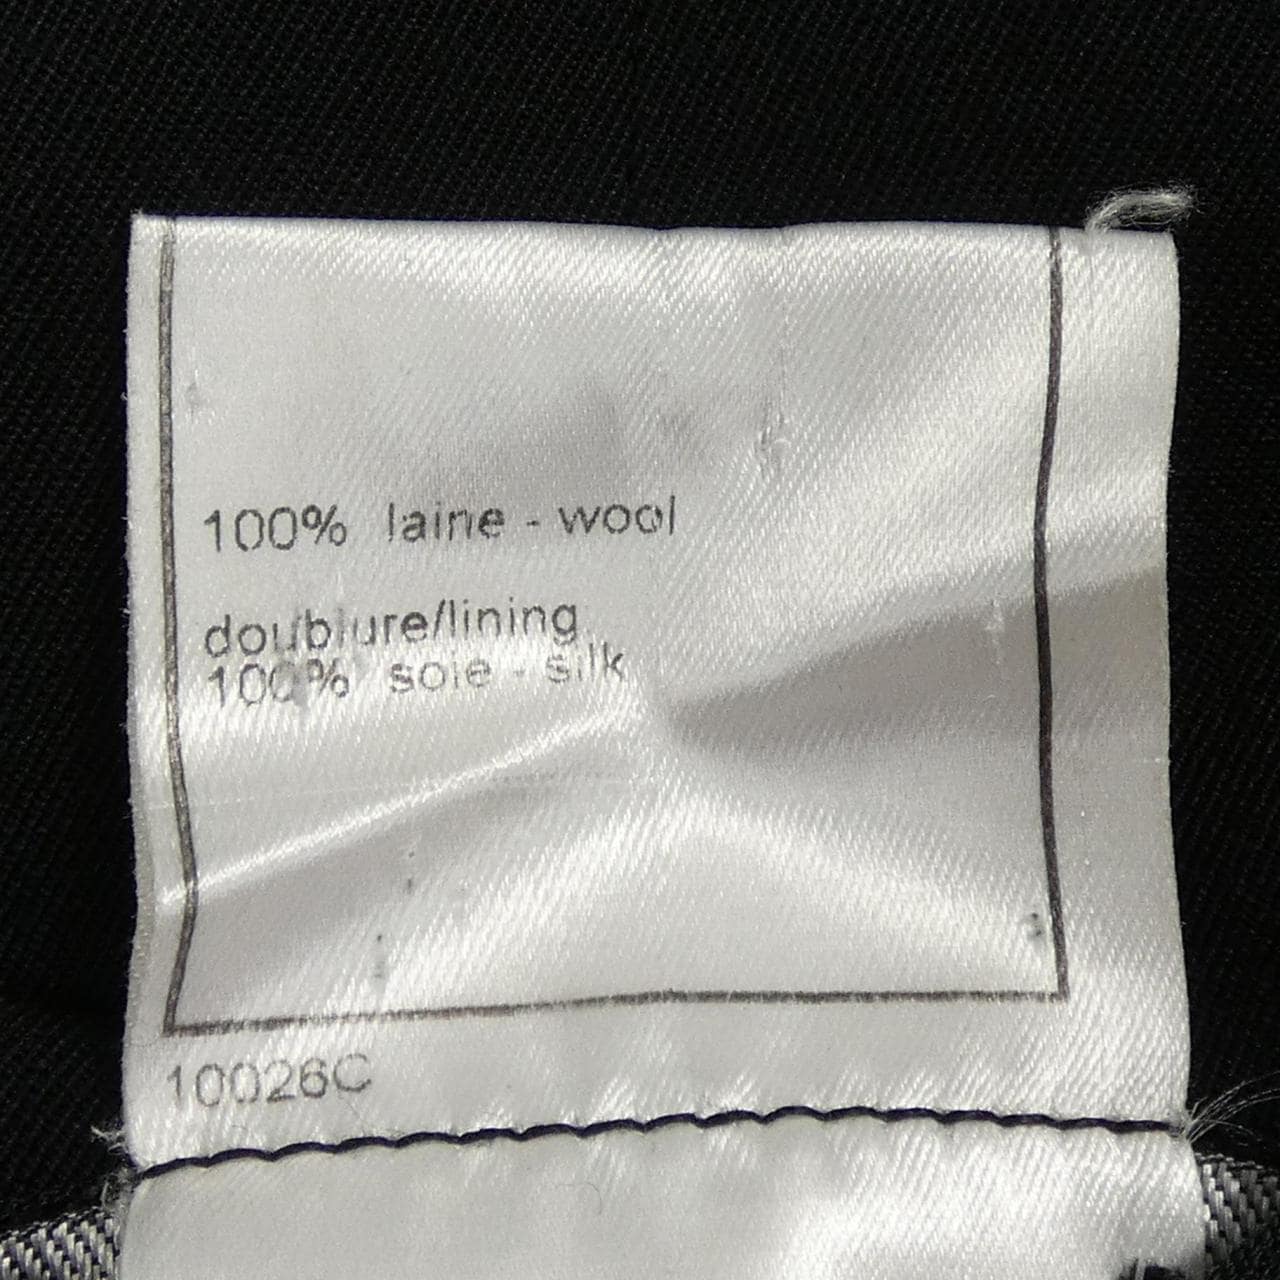 100% laine - wool
doublure/lining
100% soie - silk
10026C